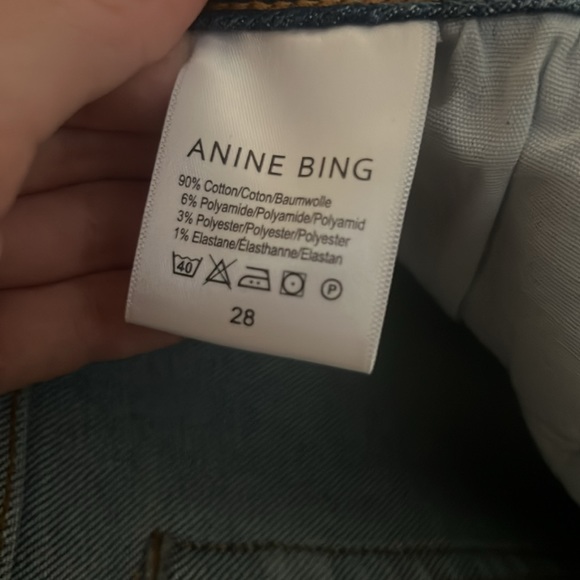 ANINE BING
90% Cotton/Coton/Baumwolle
6% Polyamide/Polyamide/Polyamid
3% Polyester/Polyester/Polyester
1% Elastane/Élasthanne/Elastan
40 P
28